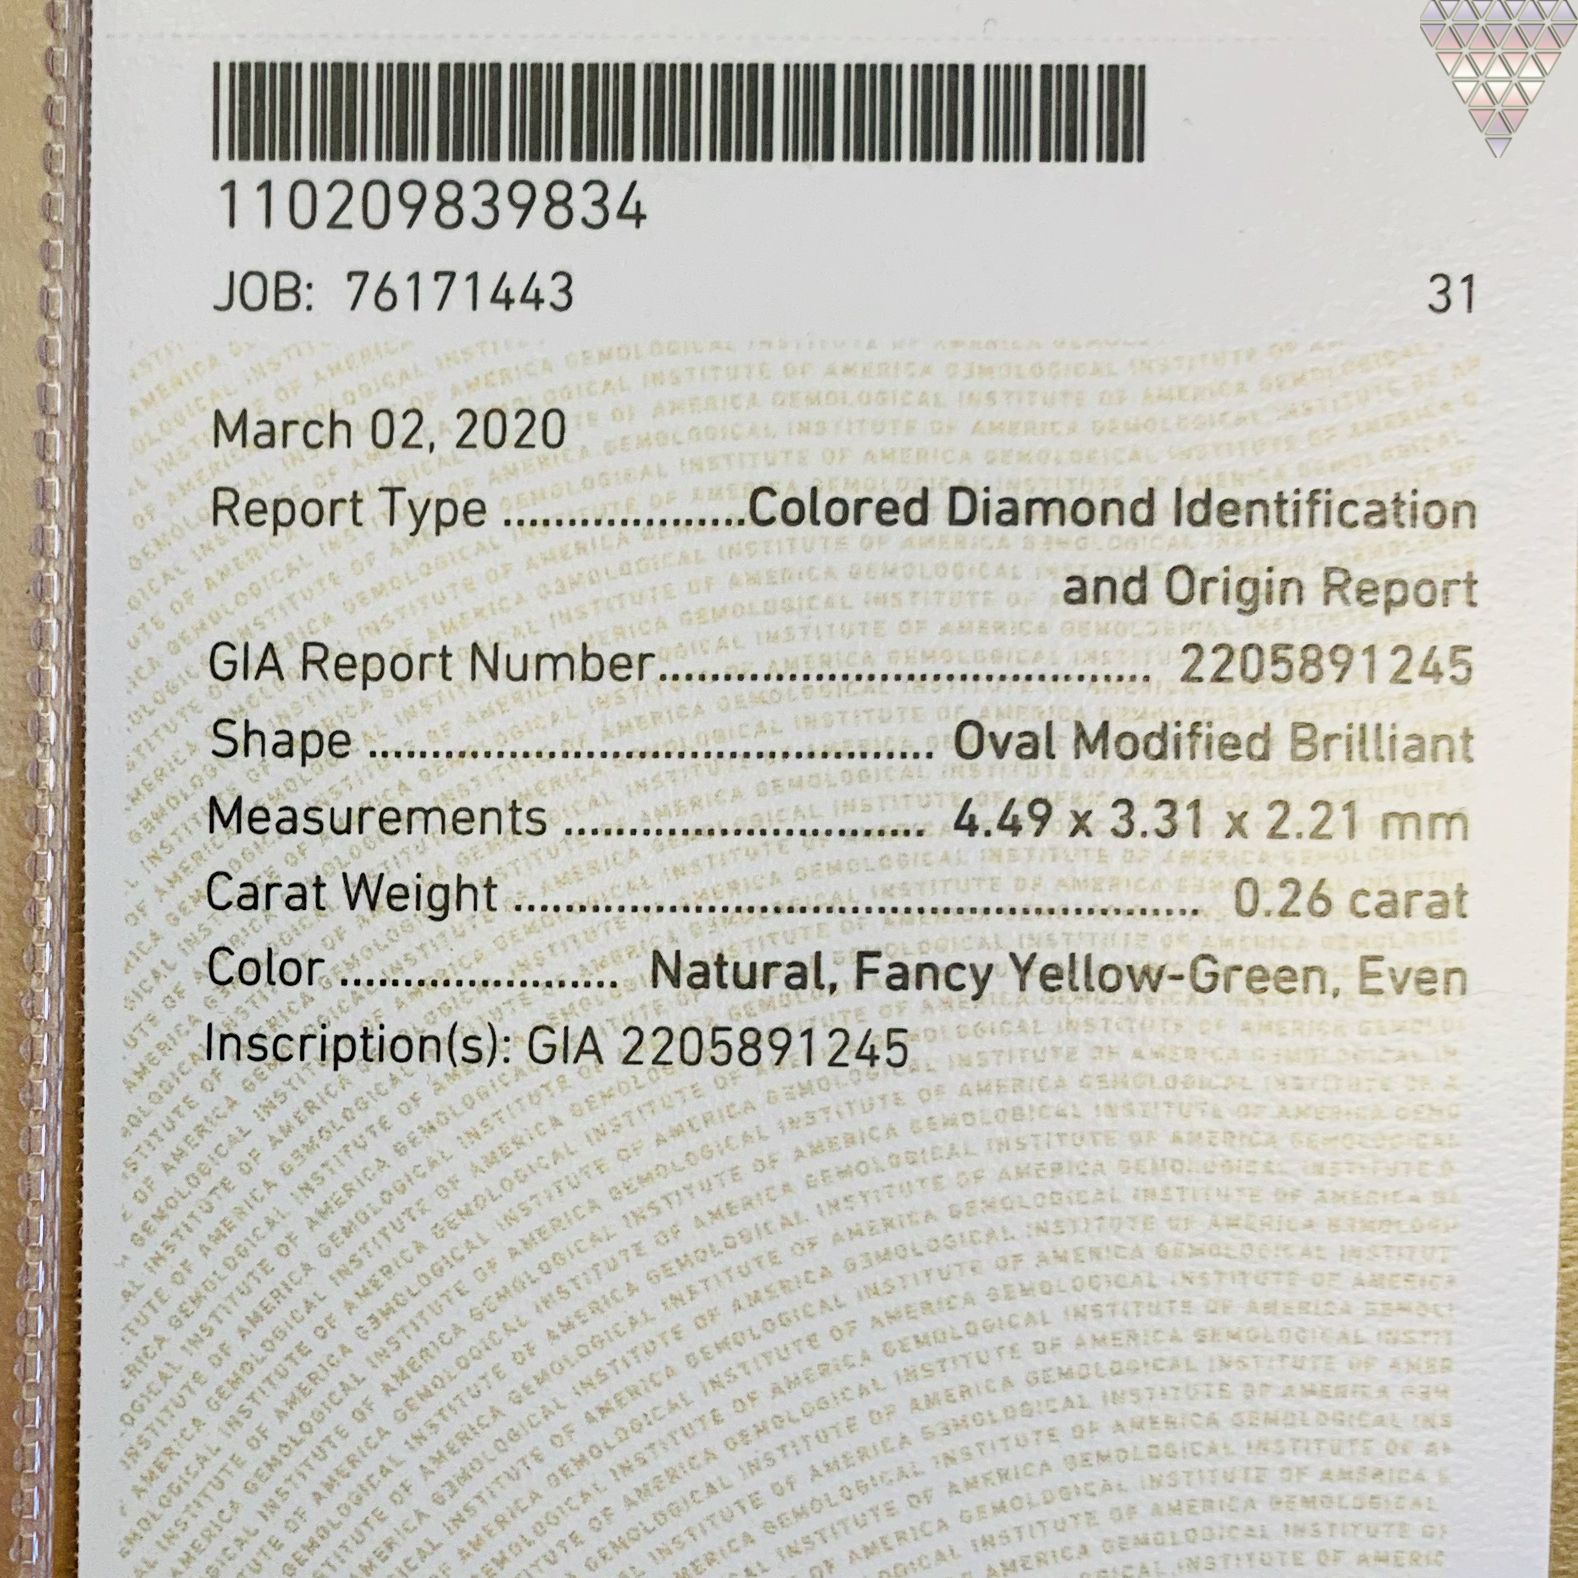 110209839834
JOB: 76171443 31
March 02, 2020
Report Type ...................Colored Diamond Identification
and Origin Report
GIA Report Number....................................... 2205891245
Shape ............................................. Oval Modified Brilliant
Measurements ............................ 4.49 x 3.31 x 2.21 mm
Carat Weight ...................................................... 0.26 carat
Color ...................... Natural, Fancy Yellow-Green, Even
Inscription(s): GIA 2205891245